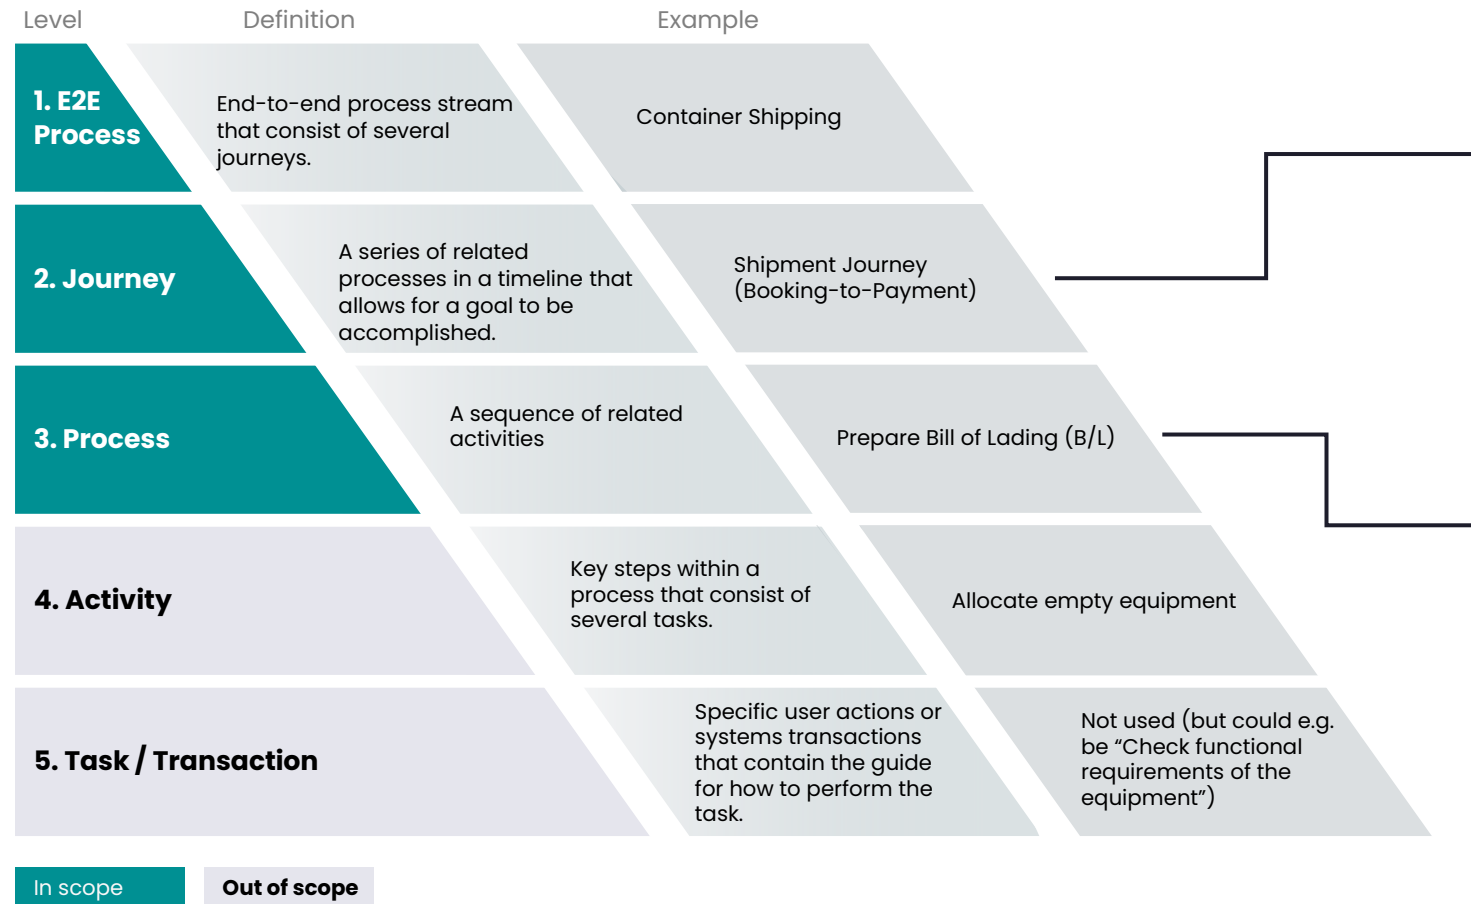 Level
Definition
Example
1. E2E
Process
End-to-end process stream
that consist of several
journeys.
Container Shipping
2. Journey
A series of related
processes in a timeline that
allows for a goal to be
accomplished.
Shipment Journey
(Booking-to-Payment)
3. Process
A sequence of related
activities
Prepare Bill of Lading (B/L)
4. Activity
Key steps within a
process that consist of
several tasks.
Allocate empty equipment
5. Task / Transaction
Specific user actions or
systems transactions
that contain the guide
for how to perform the
task.
Not used (but could e.g.
be “Check functional
requirements of the
equipment”)
In scope
Out of scope